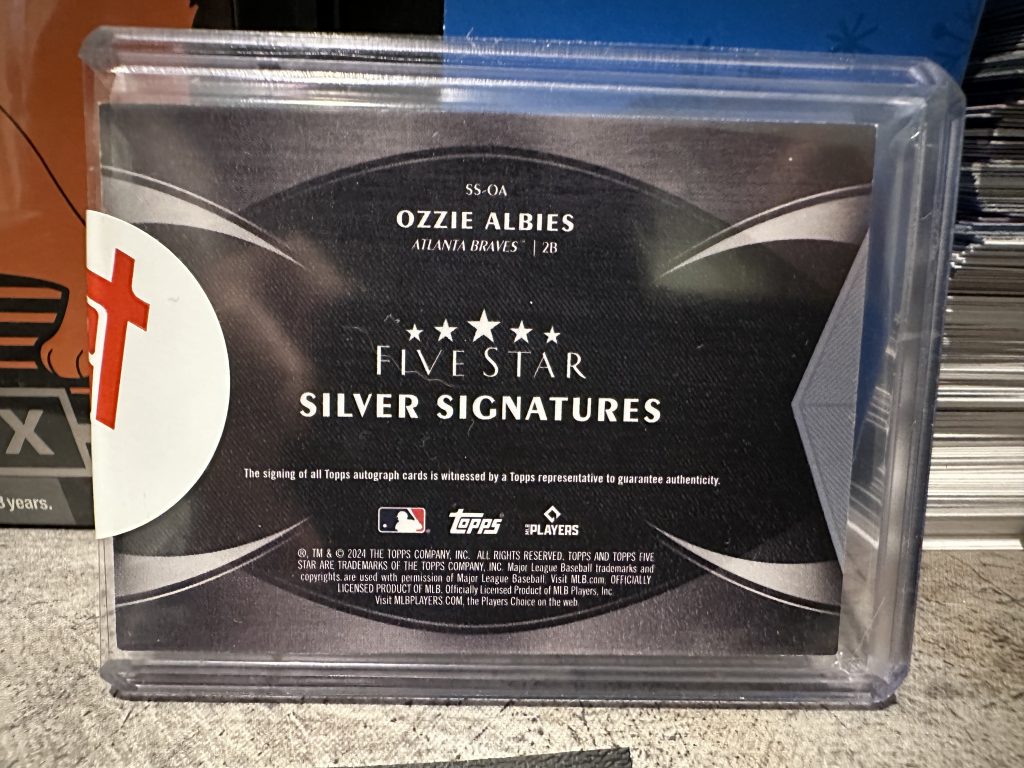 SS-OA
OZZIE ALBIES
ATLANTA BRAVES™ | 2B
FIVE STAR
SILVER SIGNATURES
The signing of all Topps autograph cards is witnessed by a Topps representative to guarantee authenticity.
Topps
MLB PLAYERS
®, TM & © 2024 THE TOPPS COMPANY, INC. ALL RIGHTS RESERVED. TOPPS AND TOPPS FIVE
STAR ARE TRADEMARKS OF THE TOPPS COMPANY, INC. Major League Baseball trademarks and
copyrights are used with permission of Major League Baseball. Visit MLB.com. OFFICIALLY
LICENSED PRODUCT OF MLB. Officially Licensed Product of MLB Players, Inc.
Visit MLBPLAYERS.COM, the Players Choice on the web.
X
years.